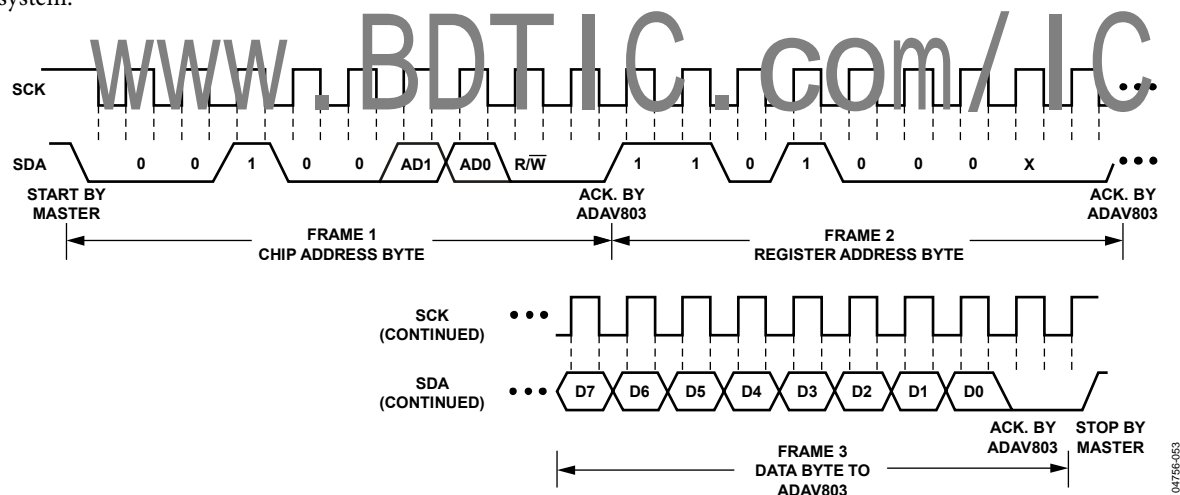 system.
www.BDTIC.com/IC
SCK
SDA 0 0 1 0 0 AD1 AD0 R/W̅ 1 1 0 1 0 0 0 X
START BY MASTER
ACK. BY ADAV803
ACK. BY ADAV803
FRAME 1
CHIP ADDRESS BYTE
FRAME 2
REGISTER ADDRESS BYTE
SCK
(CONTINUED)
SDA
(CONTINUED)
D7 D6 D5 D4 D3 D2 D1 D0
ACK. BY ADAV803
STOP BY MASTER
FRAME 3
DATA BYTE TO
ADAV803
04756-053